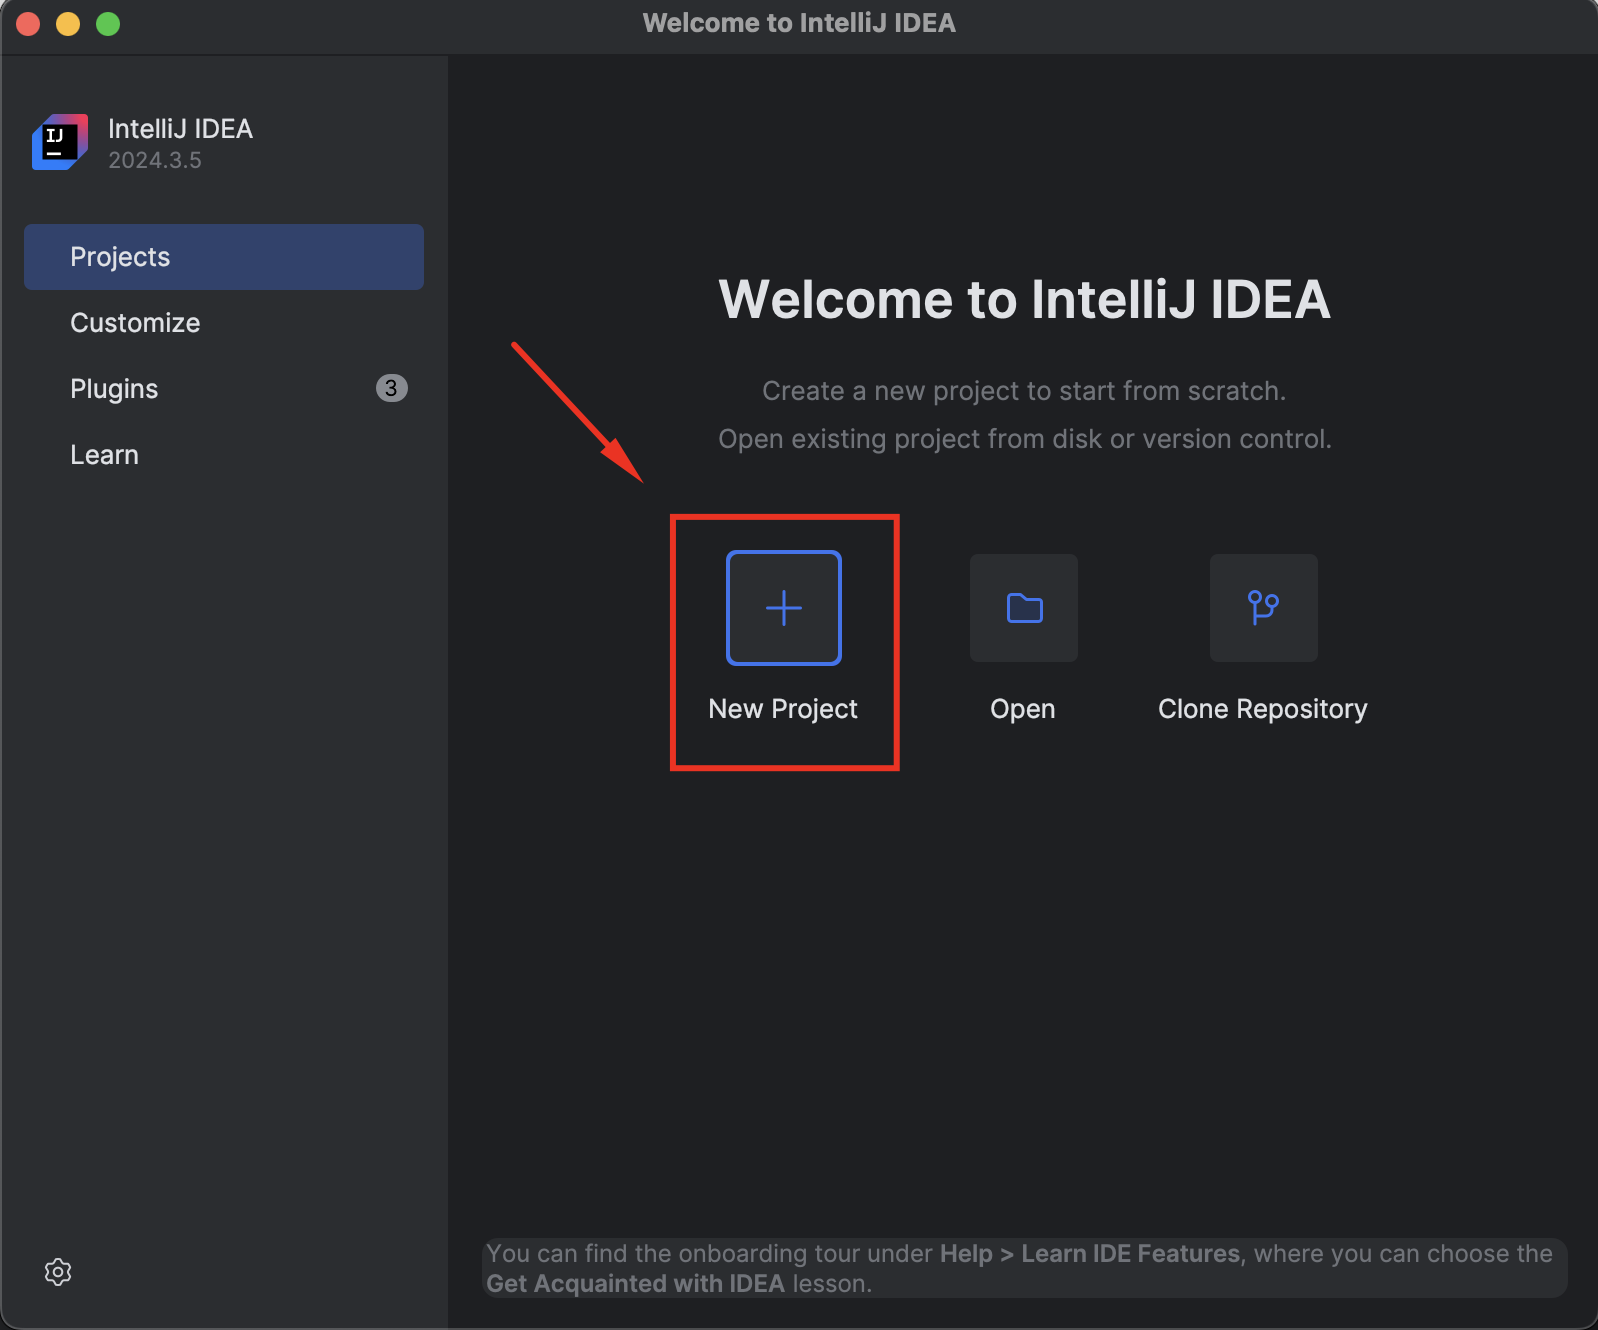 Welcome to IntelliJ IDEA
IJ
IntelliJ IDEA
2024.3.5
Projects
Customize
Plugins
3
Learn
Welcome to IntelliJ IDEA
Create a new project to start from scratch.
Open existing project from disk or version control.
New Project
Open
Clone Repository
You can find the onboarding tour under Help > Learn IDE Features, where you can choose the
Get Acquainted with IDEA lesson.